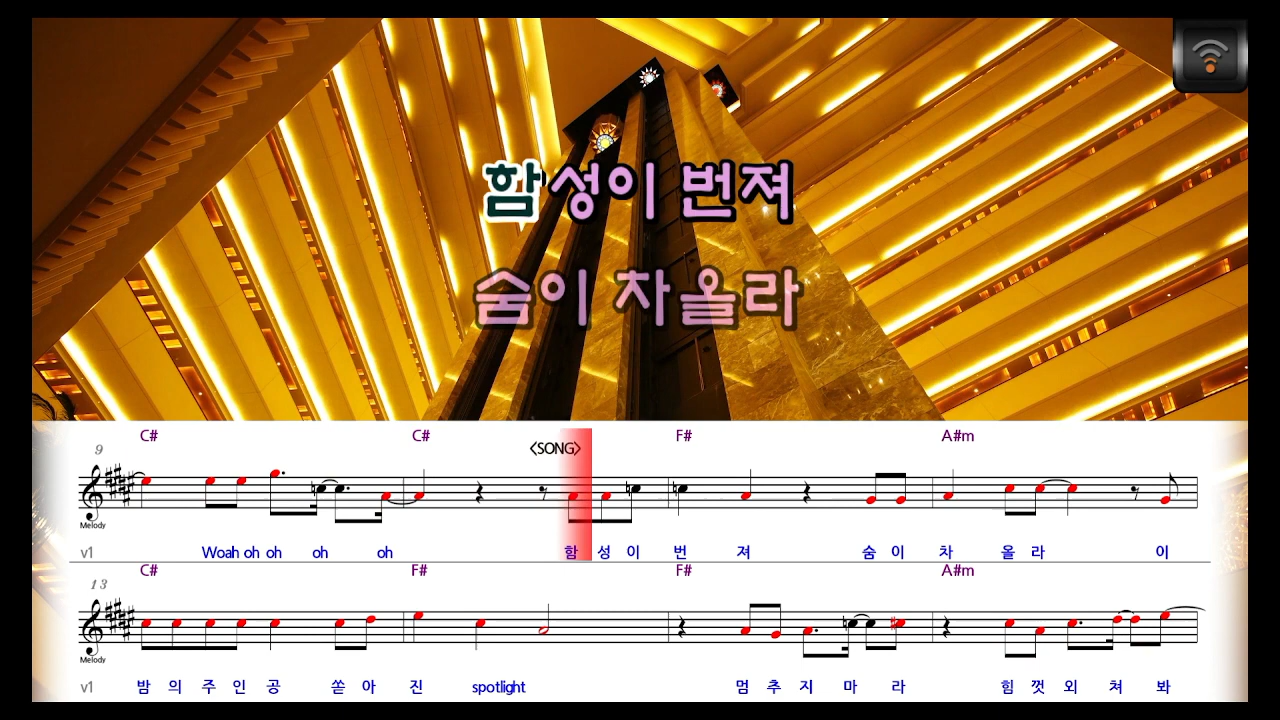 함성이 번져
숨이 차올라
C# C# F# A#m
<SONG>
9
Melody
v1 Woah oh oh oh oh 함 성 이 번 져 숨 이 차 올 라 이
C# F# F# A#m
13
Melody
v1 밤 의 주 인 공 쏟 아 진 spotlight 멈 추 지 마 라 힘 껏 외 쳐 봐